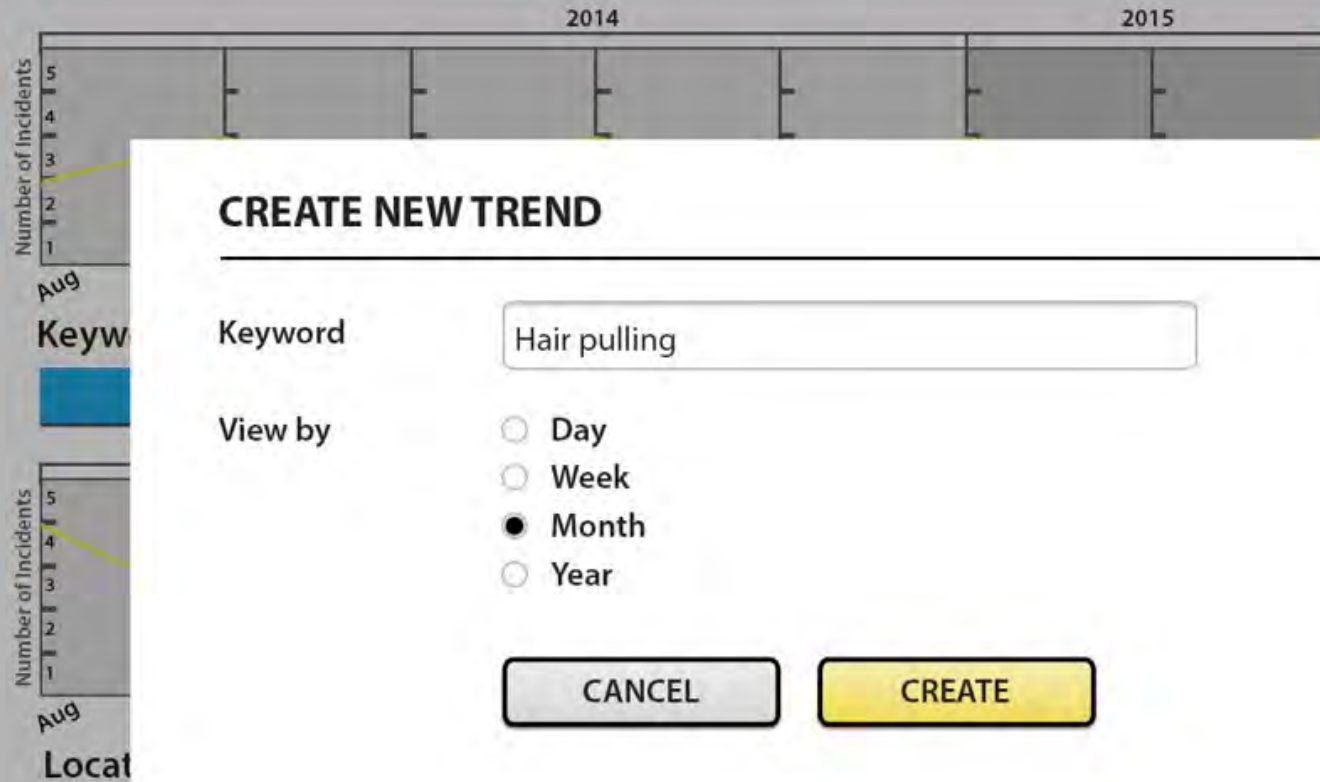 2014 2015
Number of Incidents
5
4
3
2
1
Aug
CREATE NEW TREND
Keyw
Keyword Hair pulling
View by
Day
Week
Month
Year
Number of Incidents
5
4
3
2
1
Aug
CANCEL CREATE
Locat